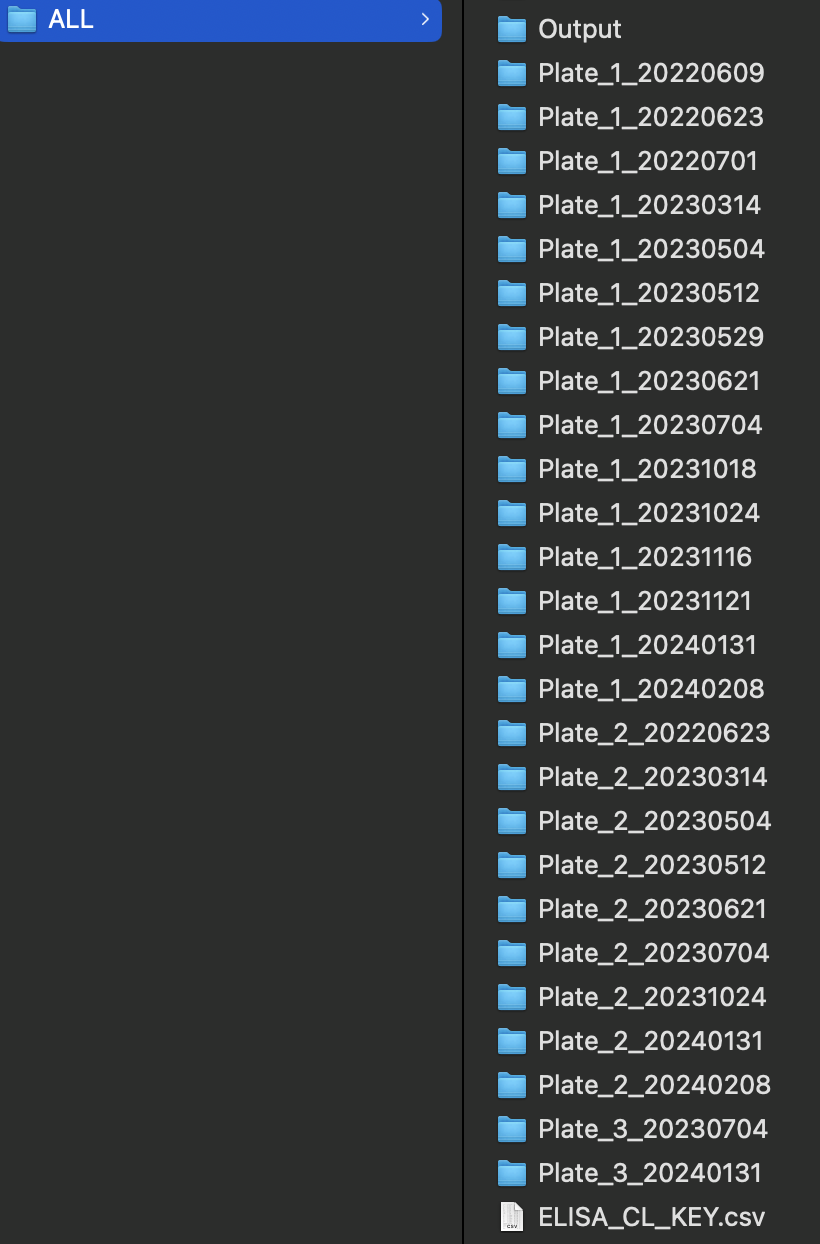 ALL
Output
Plate_1_20220609
Plate_1_20220623
Plate_1_20220701
Plate_1_20230314
Plate_1_20230504
Plate_1_20230512
Plate_1_20230529
Plate_1_20230621
Plate_1_20230704
Plate_1_20231018
Plate_1_20231024
Plate_1_20231116
Plate_1_20231121
Plate_1_20240131
Plate_1_20240208
Plate_2_20220623
Plate_2_20230314
Plate_2_20230504
Plate_2_20230512
Plate_2_20230621
Plate_2_20230704
Plate_2_20231024
Plate_2_20240131
Plate_2_20240208
Plate_3_20230704
Plate_3_20240131
CSV
ELISA_CL_KEY.csv